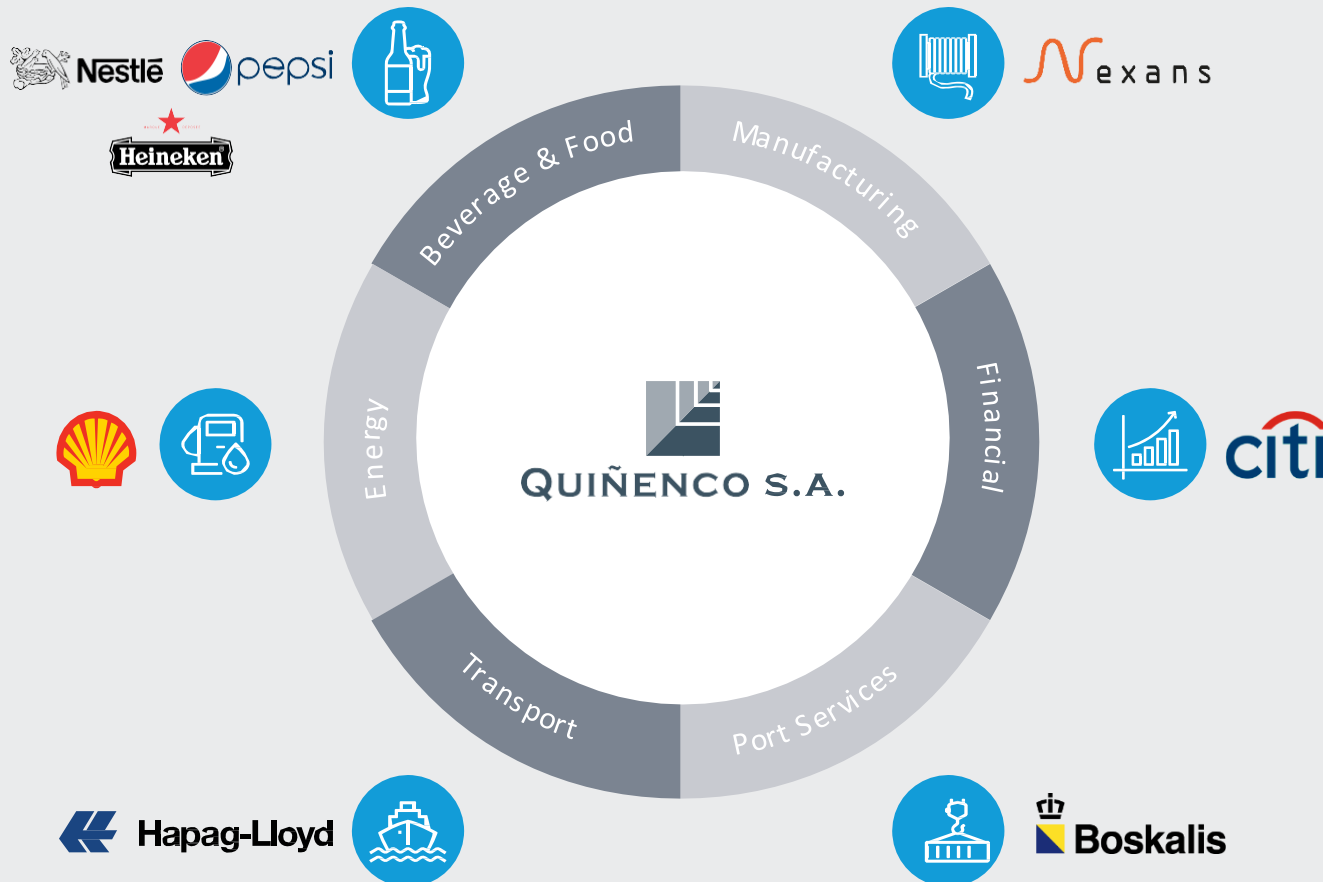 Nestlé
pepsi
Heineken
Nexans
Beverage & Food
Manufacturing
Energy
Financial
QUIÑENCO S.A.
citi
Transport
Port Services
Hapag-Lloyd
Boskalis